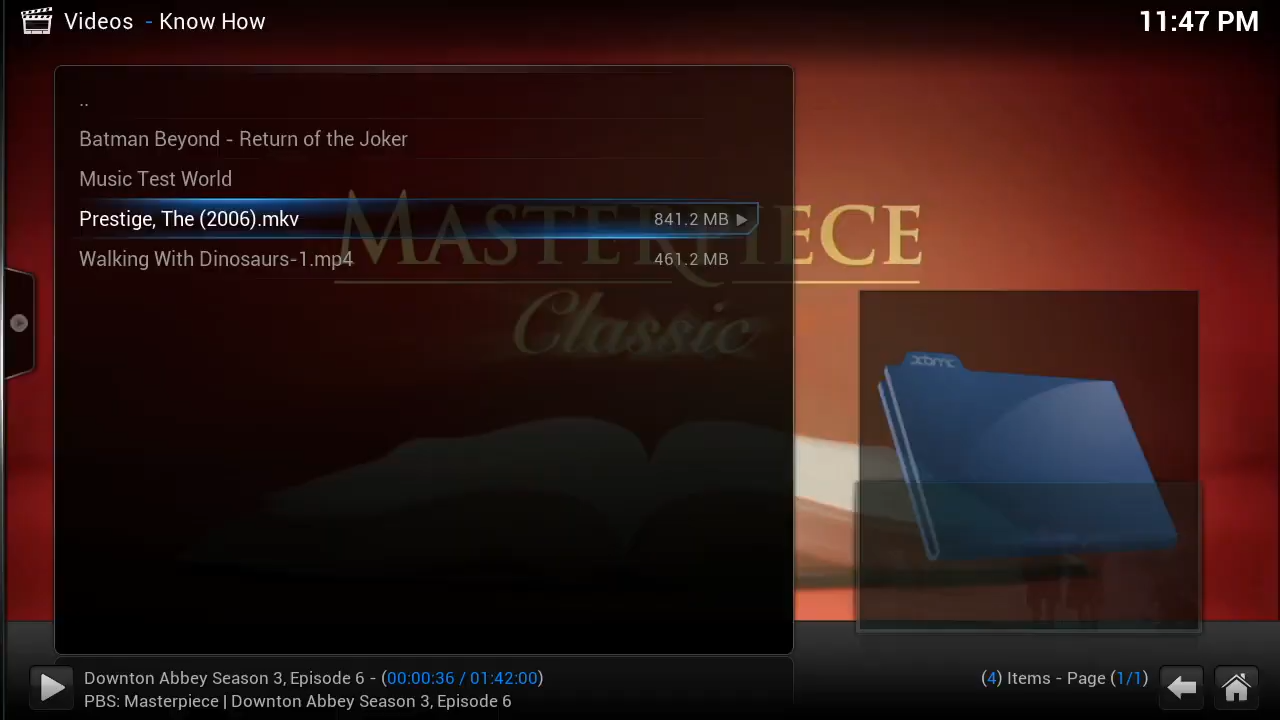 Videos - Know How
11:47 PM
..
Batman Beyond - Return of the Joker
Music Test World
Prestige, The (2006).mkv 841.2 MB
Walking With Dinosaurs-1.mp4 461.2 MB
MASTERPIECE
Classic
xbmc
Downton Abbey Season 3, Episode 6 - (00:00:36 / 01:42:00)
PBS: Masterpiece | Downton Abbey Season 3, Episode 6
(4) Items - Page (1/1)